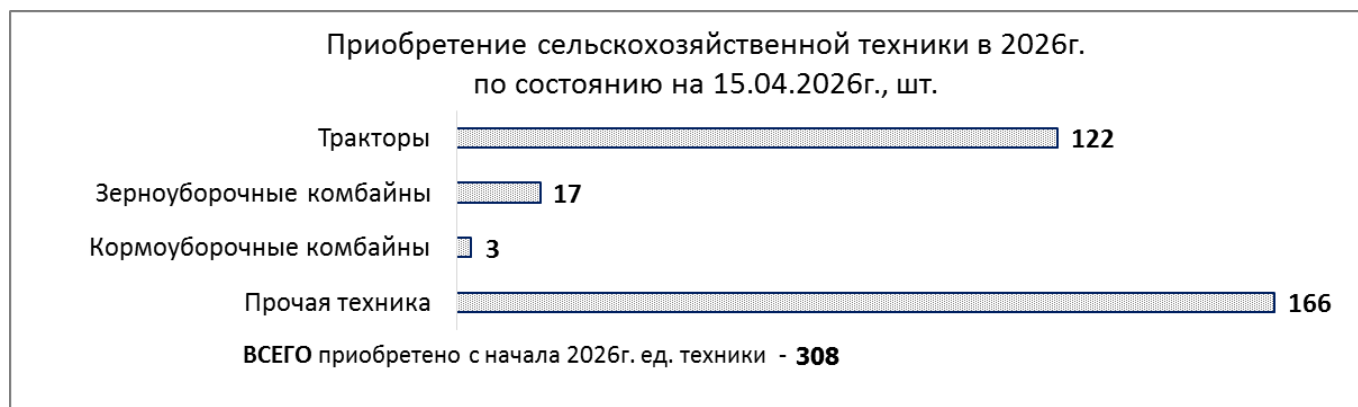 Приобретение сельскохозяйственной техники в 2026г.
по состоянию на 15.04.2026г., шт.
Тракторы 122
Зерноуборочные комбайны 17
Кормоуборочные комбайны 3
Прочая техника 166
ВСЕГО приобретено с начала 2026г. ед. техники - 308